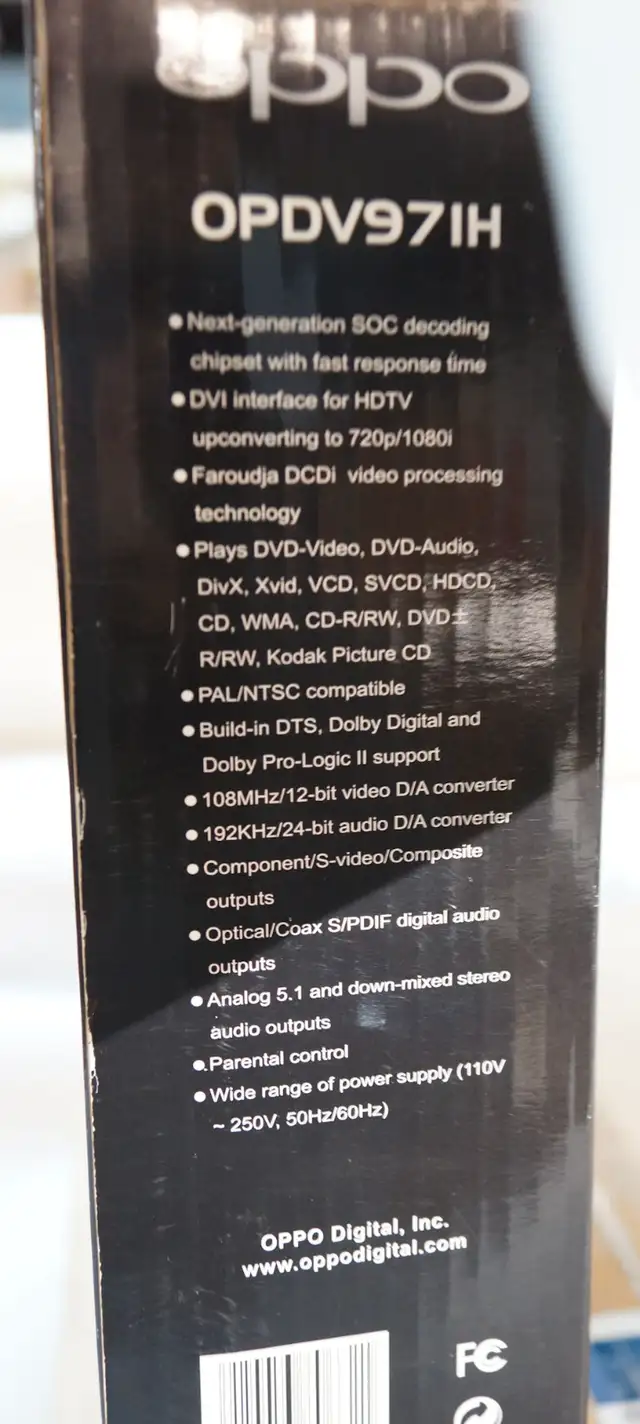 oppo
OPDV971H
● Next-generation SOC decoding
chipset with fast response time
● DVI interface for HDTV
upconverting to 720p/1080i
● Faroudja DCDi video processing
technology
● Plays DVD-Video, DVD-Audio,
DivX, Xvid, VCD, SVCD, HDCD,
CD, WMA, CD-R/RW, DVD±
R/RW, Kodak Picture CD
● PAL/NTSC compatible
● Build-in DTS, Dolby Digital and
Dolby Pro-Logic II support
● 108MHz/12-bit video D/A converter
● 192KHz/24-bit audio D/A converter
● Component/S-video/Composite
outputs
● Optical/Coax S/PDIF digital audio
outputs
● Analog 5.1 and down-mixed stereo
audio outputs
● Parental control
● Wide range of power supply (110V
~ 250V, 50Hz/60Hz)
OPPO Digital, Inc.
www.oppodigital.com
FC